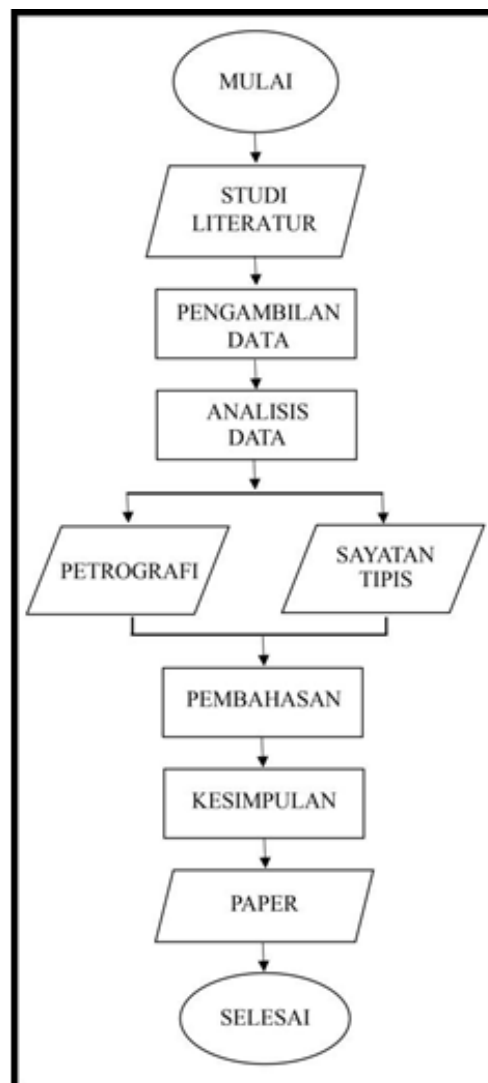 MULAI
STUDI
LITERATUR
PENGAMBILAN
DATA
ANALISIS
DATA
PETROGRAFI
SAYATAN
TIPIS
PEMBAHASAN
KESIMPULAN
PAPER
SELESAI